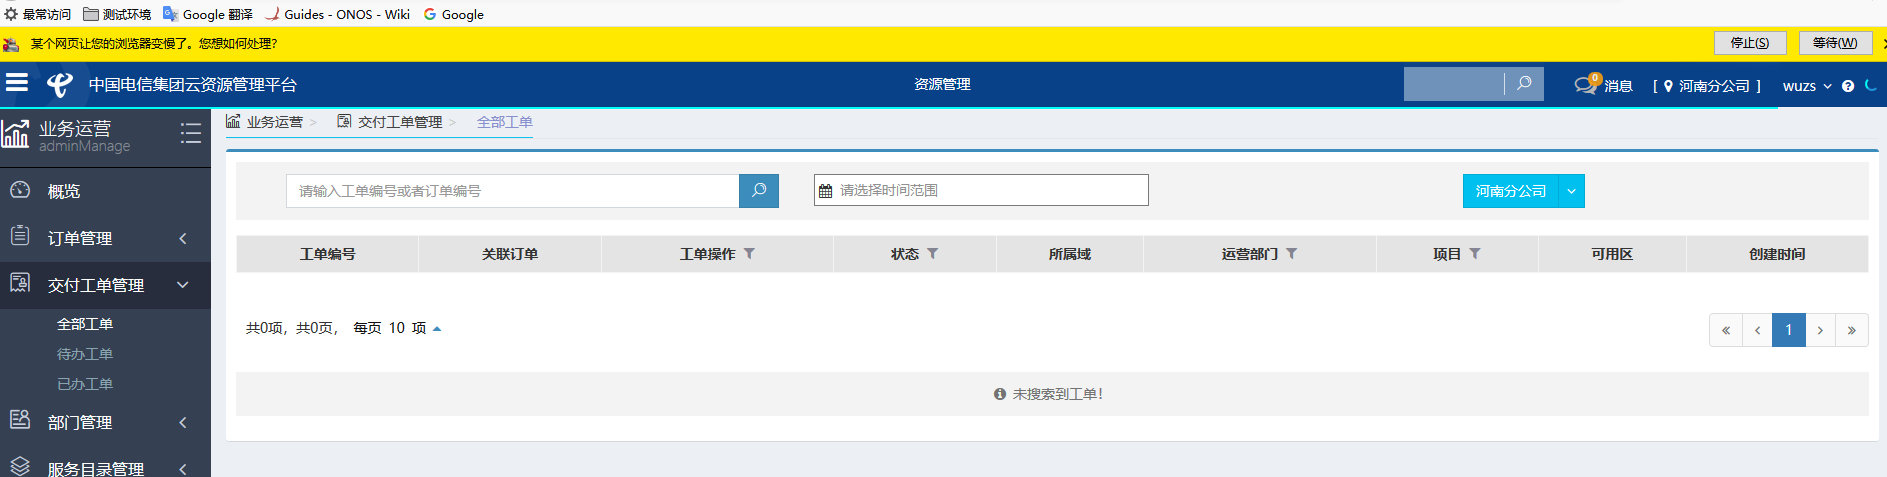 最常访问 测试环境 Google 翻译 Guides - ONOS - Wiki Google
某个网页让您的浏览器变慢了。您想如何处理? 停止(S) 等待(W)
中国电信集团云资源管理平台 资源管理 0 消息 [ 河南分公司 ] wuzs
业务运营
adminManage
概览
订单管理
交付工单管理
全部工单
待办工单
已办工单
部门管理
服务目录管理
业务运营 > 交付工单管理 > 全部工单
请输入工单编号或者订单编号 请选择时间范围 河南分公司
工单编号 关联订单 工单操作 状态 所属域 运营部门 项目 可用区 创建时间
共0项，共0页， 每页 10 项 « ‹ 1 › »
未搜索到工单！